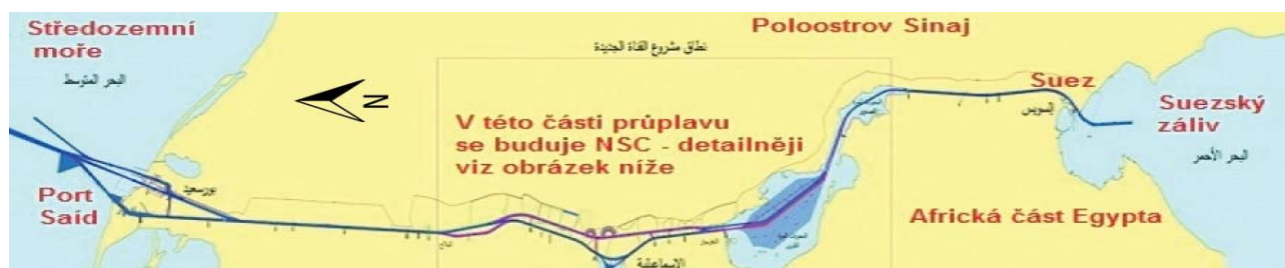 Středozemní
moře
البحر المتوسط
Poloostrov Sinaj
نطاق مشروع القناة الجديدة
N
V této části průplavu
se buduje NSC - detailněji
viz obrázek níže
Suez
السويس
Suezský
záliv
البحر الأحمر
Port
Saíd
بورسعيد
Africká část Egypta
الإسماعيلية